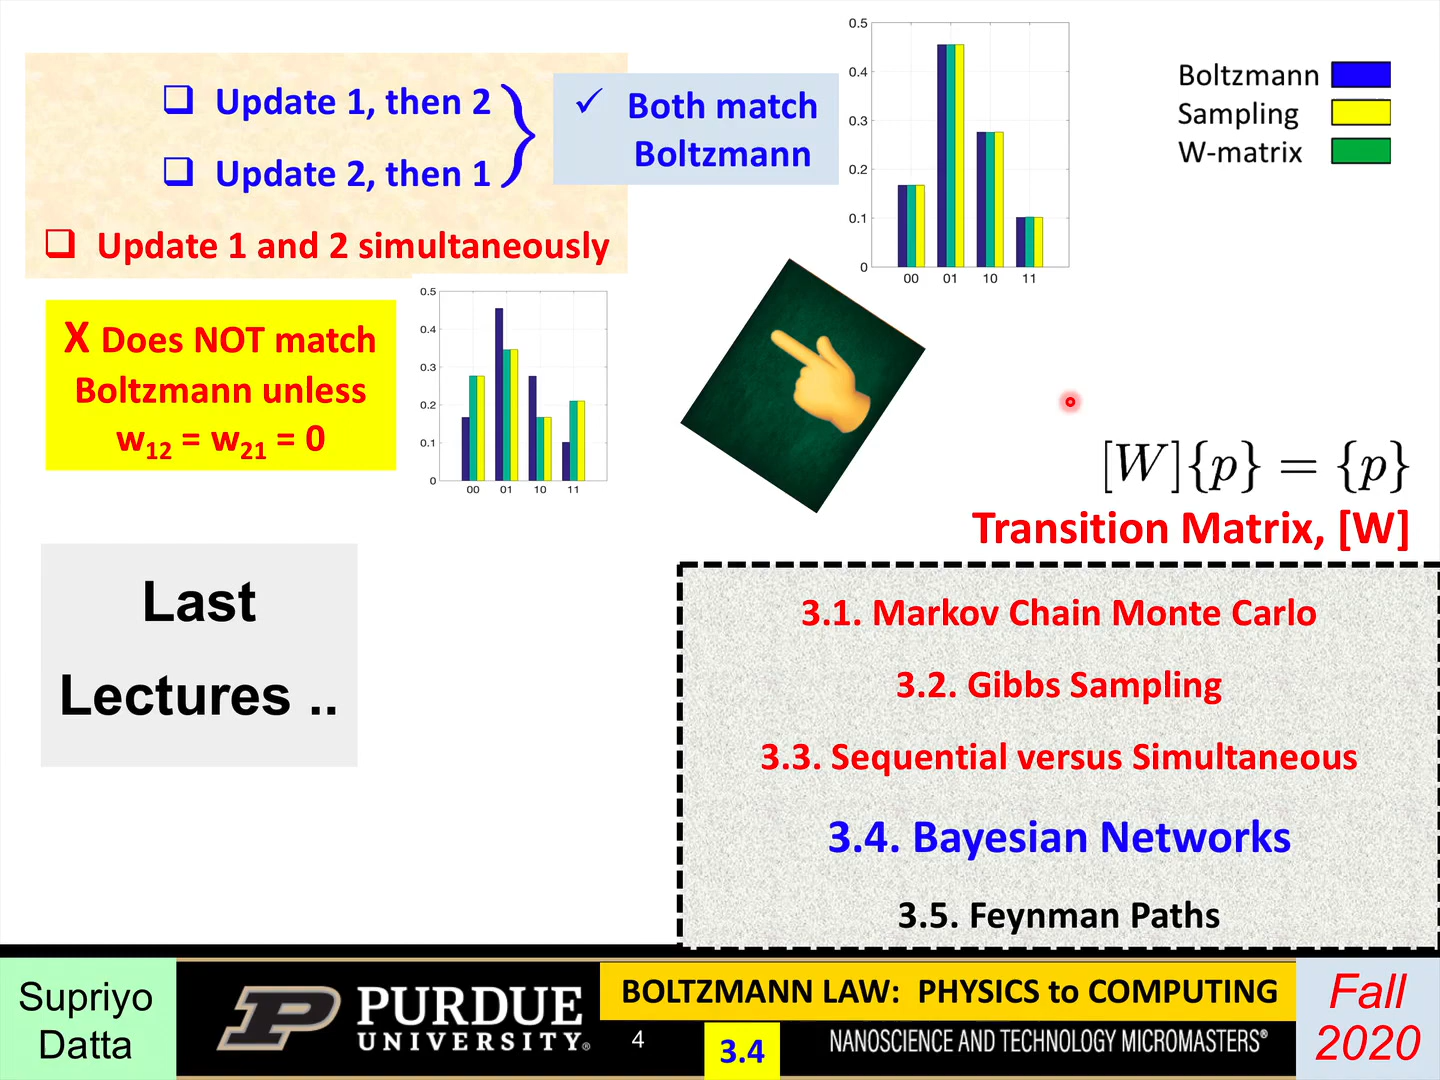 ❑ Update 1, then 2
❑ Update 2, then 1
❑ Update 1 and 2 simultaneously
✓ Both match
Boltzmann
0.5
0.4
0.3
0.2
0.1
0
00 01 10 11
Boltzmann
Sampling
W-matrix
X Does NOT match
Boltzmann unless
w₁₂ = w₂₁ = 0
0.5
0.4
0.3
0.2
0.1
0
00 01 10 11
[W]{p} = {p}
Transition Matrix, [W]
Last
Lectures ..
3.1. Markov Chain Monte Carlo
3.2. Gibbs Sampling
3.3. Sequential versus Simultaneous
3.4. Bayesian Networks
3.5. Feynman Paths
Supriyo
Datta
P PURDUE
UNIVERSITY®
4
BOLTZMANN LAW: PHYSICS to COMPUTING
3.4
NANOSCIENCE AND TECHNOLOGY MICROMASTERS®
Fall
2020